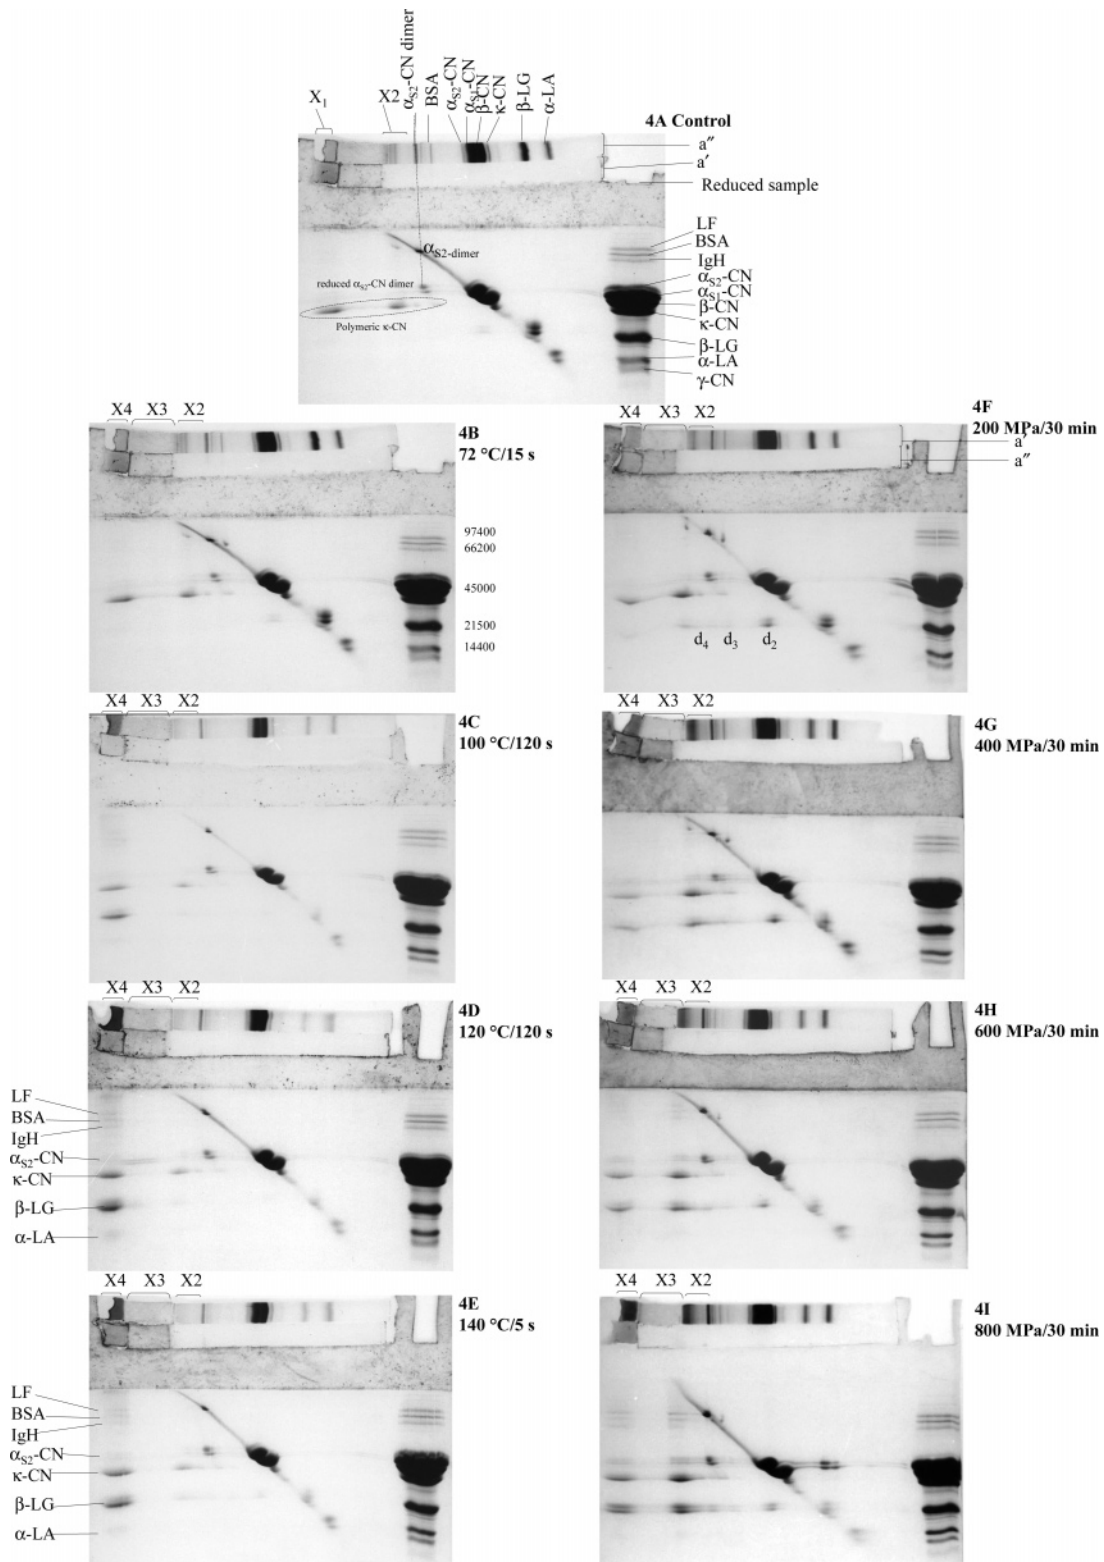 X₁
X2
αS2-CN dimer
BSA
αS2-CN
αS1-CN
β-CN
κ-CN
β-LG
α-LA
4A Control
a″
a′
Reduced sample
αS2-dimer
reduced αS2-CN dimer
Polymeric κ-CN
LF
BSA
IgH
αS2-CN
αS1-CN
β-CN
κ-CN
β-LG
α-LA
γ-CN
X4 X3 X2
4B
72 °C/15 s
97400
66200
45000
21500
14400
X4 X3 X2
4F
200 MPa/30 min
a′
a″
d₄ d₃ d₂
X4 X3 X2
4C
100 °C/120 s
X4 X3 X2
4G
400 MPa/30 min
X4 X3 X2
4D
120 °C/120 s
LF
BSA
IgH
αS2-CN
κ-CN
β-LG
α-LA
X4 X3 X2
4H
600 MPa/30 min
X4 X3 X2
4E
140 °C/5 s
LF
BSA
IgH
αS2-CN
κ-CN
β-LG
α-LA
X4 X3 X2
4I
800 MPa/30 min